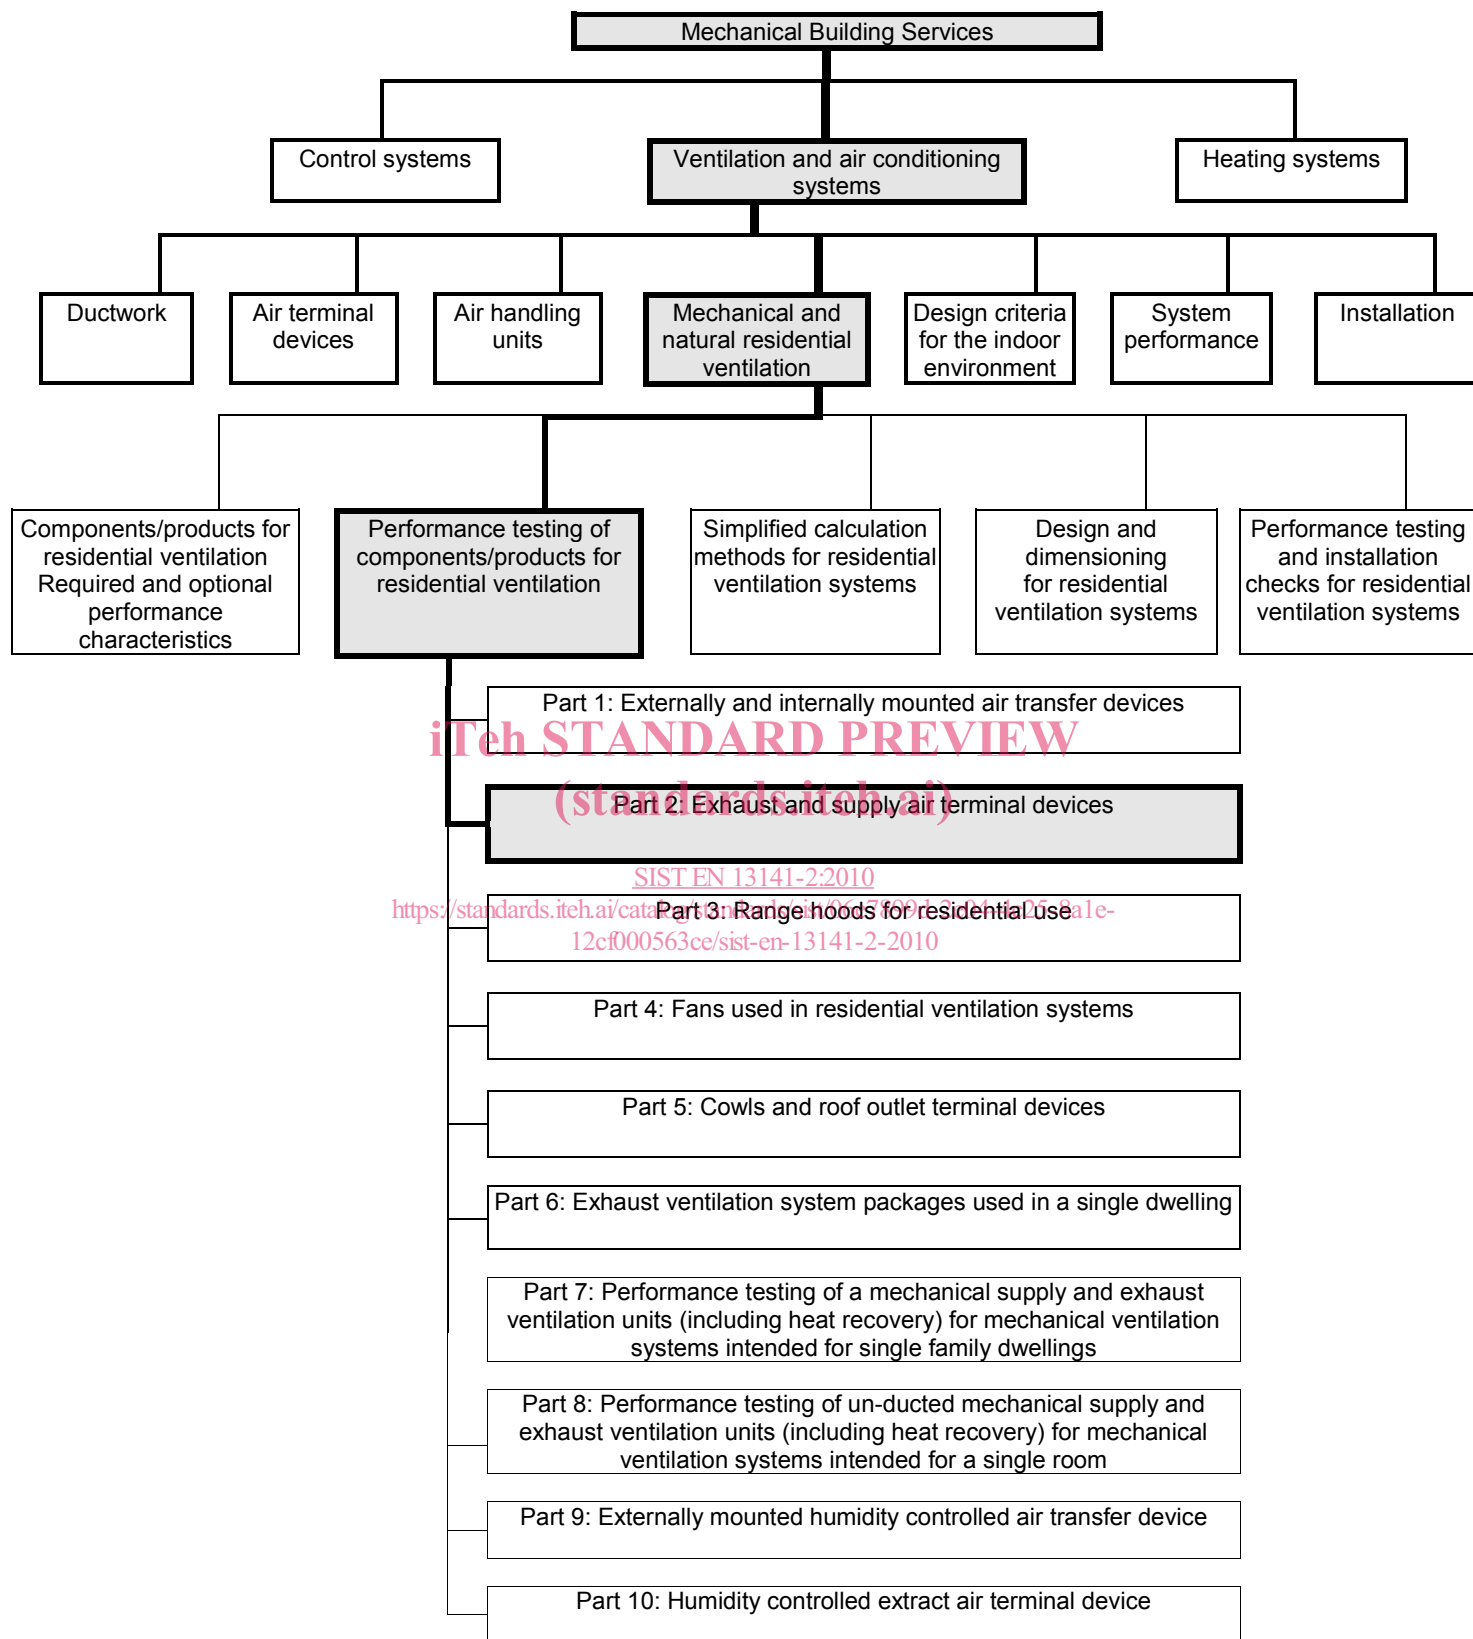 Mechanical Building Services
Control systems
Ventilation and air conditioning
systems
Heating systems
Ductwork
Air terminal
devices
Air handling
units
Mechanical and
natural residential
ventilation
Design criteria
for the indoor
environment
System
performance
Installation
Components/products for
residential ventilation
Required and optional
performance
characteristics
Performance testing of
components/products for
residential ventilation
Simplified calculation
methods for residential
ventilation systems
Design and
dimensioning
for residential
ventilation systems
Performance testing
and installation
checks for residential
ventilation systems
Part 1: Externally and internally mounted air transfer devices
iTeh STANDARD PREVIEW
(standards.iteh.ai)
Part 2: Exhaust and supply air terminal devices
SIST EN 13141-2:2010
Part 3: Range hoods for residential use
12cf000563ce/sist-en-13141-2-2010
Part 4: Fans used in residential ventilation systems
Part 5: Cowls and roof outlet terminal devices
Part 6: Exhaust ventilation system packages used in a single dwelling
Part 7: Performance testing of a mechanical supply and exhaust
ventilation units (including heat recovery) for mechanical ventilation
systems intended for single family dwellings
Part 8: Performance testing of un-ducted mechanical supply and
exhaust ventilation units (including heat recovery) for mechanical
ventilation systems intended for a single room
Part 9: Externally mounted humidity controlled air transfer device
Part 10: Humidity controlled extract air terminal device